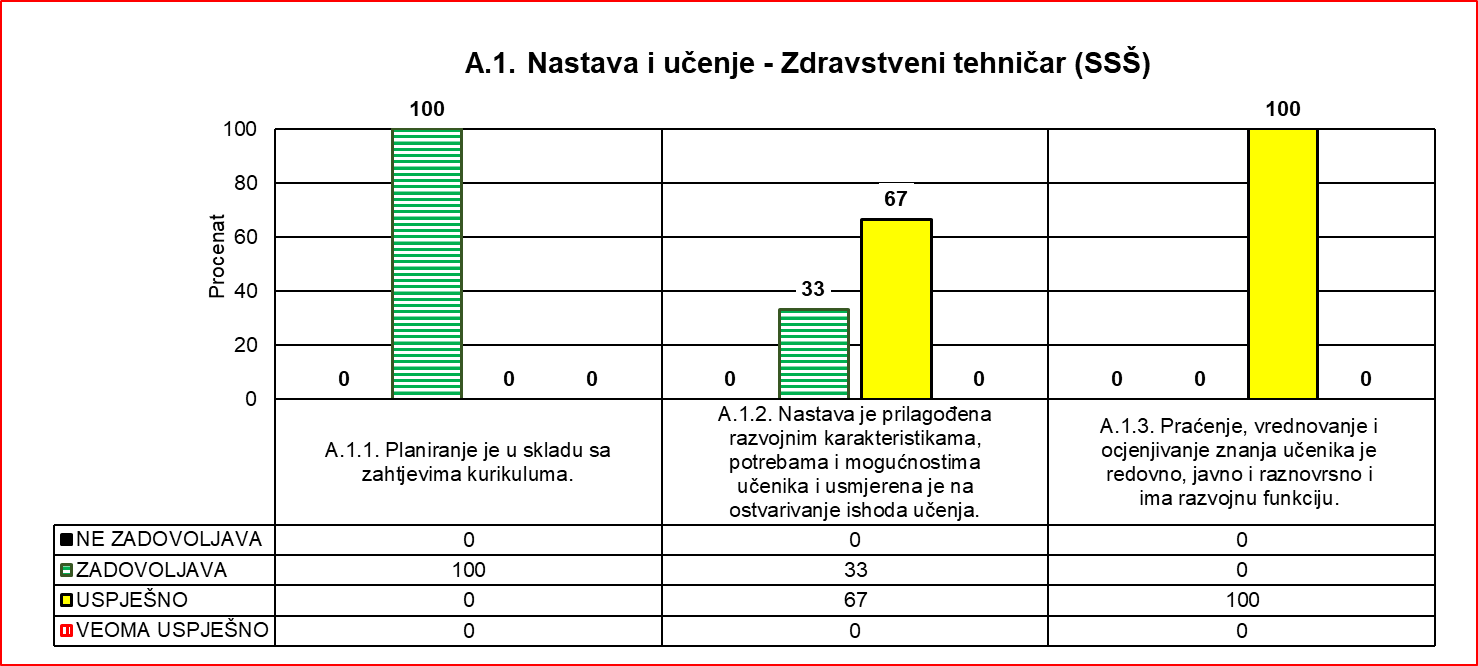 A.1. Nastava i učenje - Zdravstveni tehničar (SSŠ)
Procenat
100
80
60
40
20
0
0 100 0 0
0 33 67 0
0 0 100 0
A.1.1. Planiranje je u skladu sa
zahtjevima kurikuluma.
A.1.2. Nastava je prilagođena
razvojnim karakteristikama,
potrebama i mogućnostima
učenika i usmjerena je na
ostvarivanje ishoda učenja.
A.1.3. Praćenje, vrednovanje i
ocjenjivanje znanja učenika je
redovno, javno i raznovrsno i
ima razvojnu funkciju.
NE ZADOVOLJAVA 0 0 0
ZADOVOLJAVA 100 33 0
USPJEŠNO 0 67 100
VEOMA USPJEŠNO 0 0 0